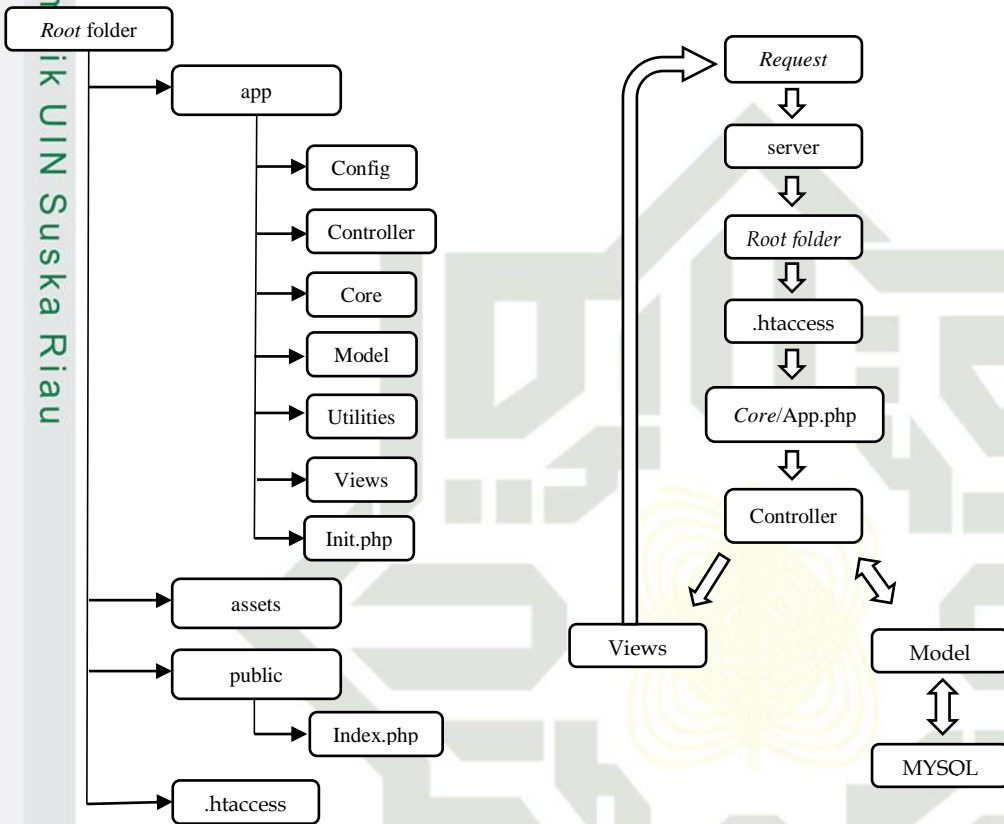 ik UIN Suska Riau
Root folder
app
Config
Controller
Core
Model
Utilities
Views
Init.php
assets
public
Index.php
.htaccess
Request
server
Root folder
.htaccess
Core/App.php
Controller
Views
Model
MYSQL